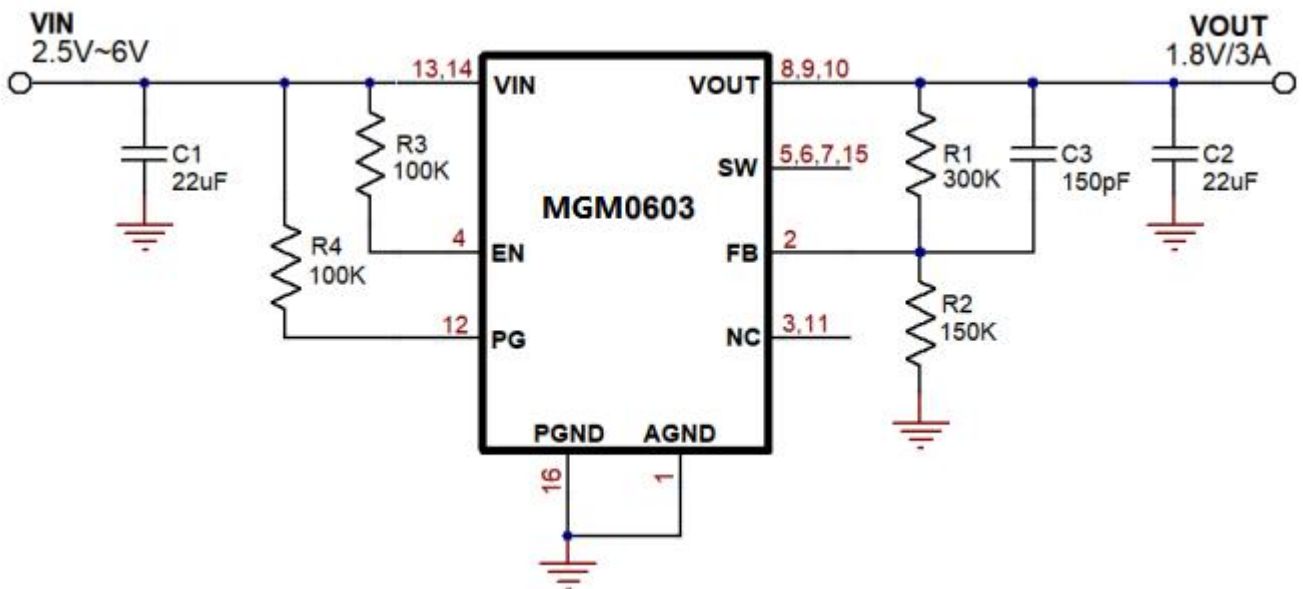 VIN
2.5V~6V
VOUT
1.8V/3A
13,14
VIN
VOUT
8,9,10
C1
22uF
R3
100K
SW
5,6,7,15
R1
300K
C3
150pF
C2
22uF
MGM0603
R4
100K
4
EN
FB
2
R2
150K
12
PG
NC
3,11
PGND
AGND
16
1